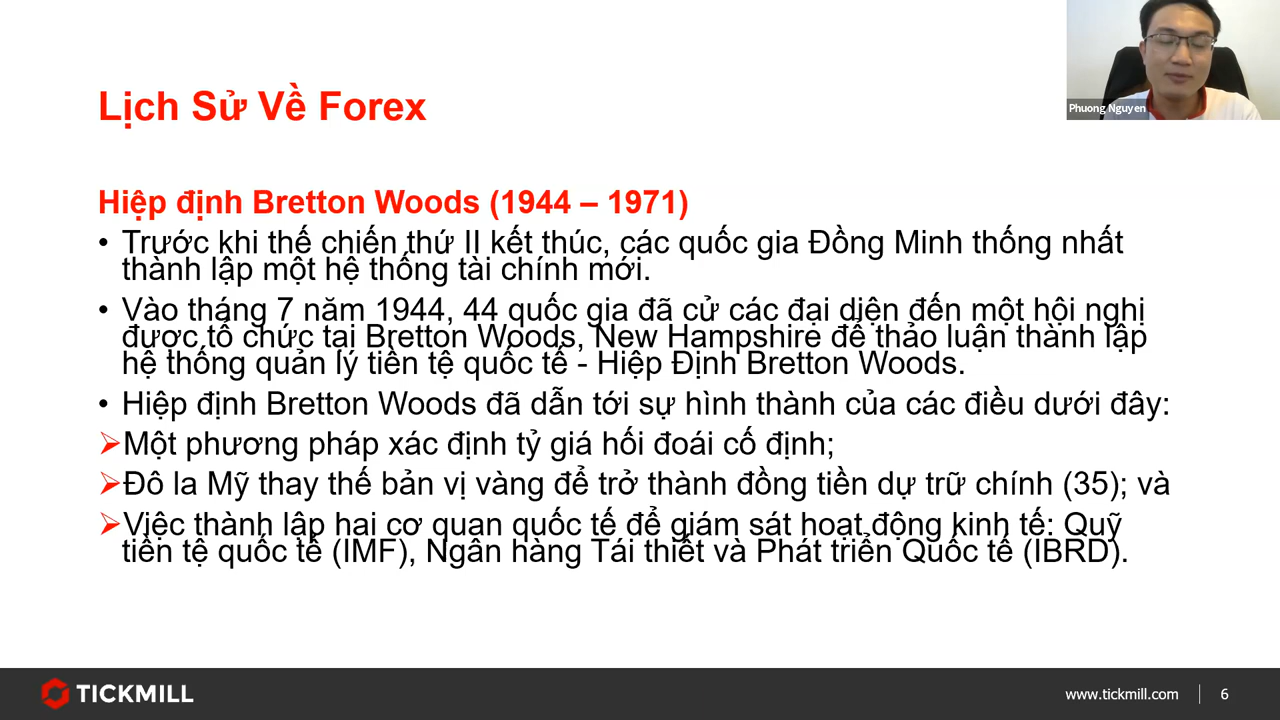 Phuong Nguyen
Lịch Sử Về Forex
Hiệp định Bretton Woods (1944 – 1971)
• Trước khi thế chiến thứ II kết thúc, các quốc gia Đồng Minh thống nhất
thành lập một hệ thống tài chính mới.
• Vào tháng 7 năm 1944, 44 quốc gia đã cử các đại diện đến một hội nghị
được tổ chức tại Bretton Woods, New Hampshire để thảo luận thành lập
hệ thống quản lý tiền tệ quốc tế - Hiệp Định Bretton Woods.
• Hiệp định Bretton Woods đã dẫn tới sự hình thành của các điều dưới đây:
➢Một phương pháp xác định tỷ giá hối đoái cố định;
➢Đô la Mỹ thay thế bản vị vàng để trở thành đồng tiền dự trữ chính (35); và
➢Việc thành lập hai cơ quan quốc tế để giám sát hoạt động kinh tế: Quỹ
tiền tệ quốc tế (IMF), Ngân hàng Tái thiết và Phát triển Quốc tế (IBRD).
TICKMILL
www.tickmill.com
6